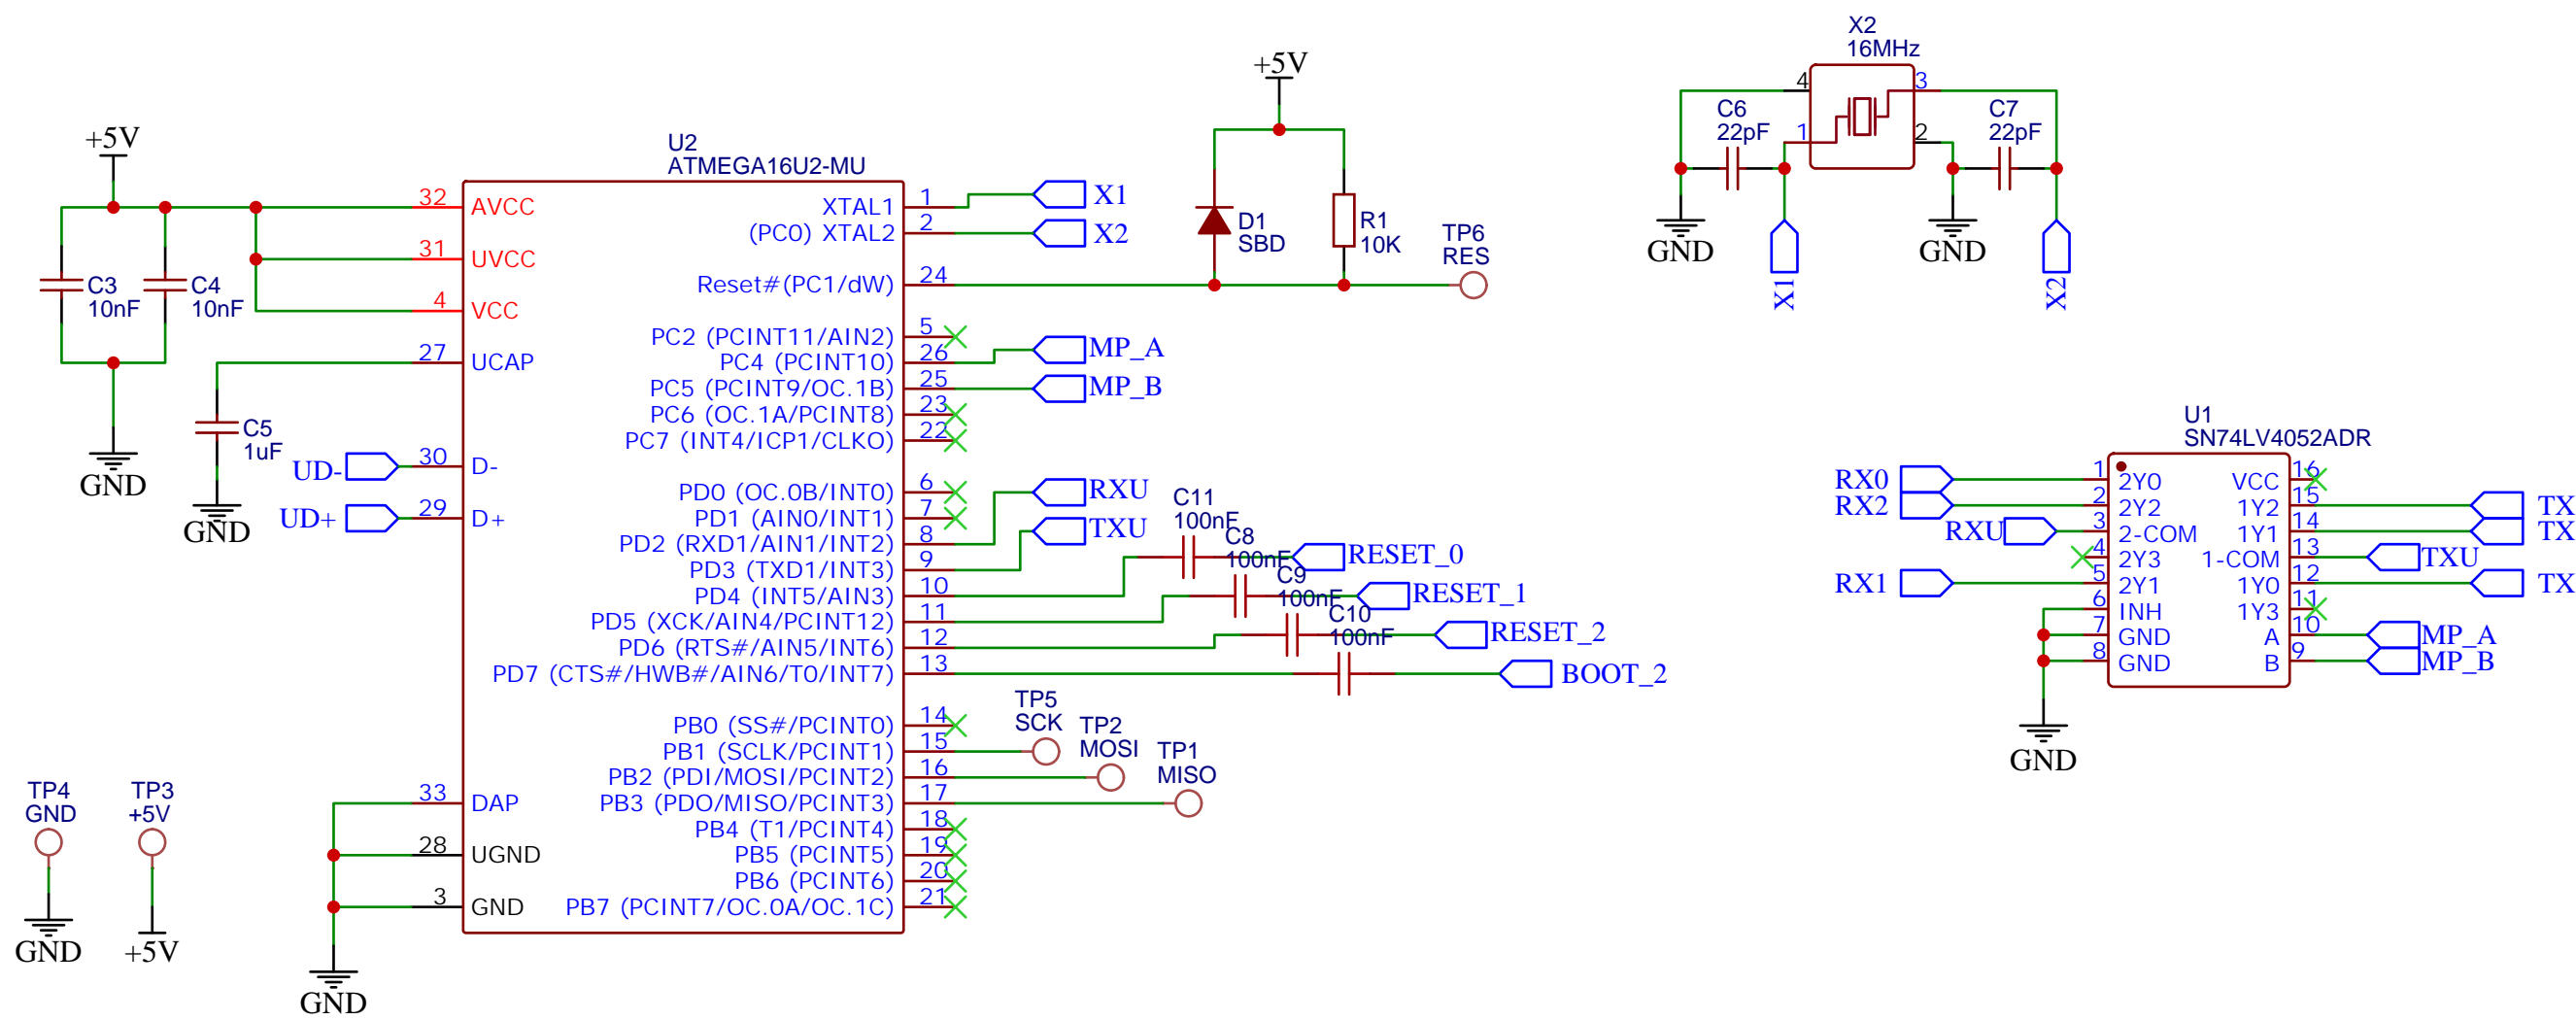 +5V
C3
10nF
C4
10nF
GND
C5
1uF
GND
UD-
UD+
TP4
GND
GND
TP3
+5V
+5V
GND
U2
ATMEGA16U2-MU
32 AVCC
31 UVCC
4 VCC
27 UCAP
30 D-
29 D+
33 DAP
28 UGND
3 GND
XTAL1 1 X1
(PC0) XTAL2 2 X2
Reset#(PC1/dW) 24
PC2 (PCINT11/AIN2) 5
PC4 (PCINT10) 26 MP_A
PC5 (PCINT9/OC.1B) 25 MP_B
PC6 (OC.1A/PCINT8) 23
PC7 (INT4/ICP1/CLKO) 22
PD0 (OC.0B/INT0) 6
PD1 (AIN0/INT1) 7
PD2 (RXD1/AIN1/INT2) 8 RXU
PD3 (TXD1/INT3) 9 TXU
PD4 (INT5/AIN3) 10
PD5 (XCK/AIN4/PCINT12) 11
PD6 (RTS#/AIN5/INT6) 12
PD7 (CTS#/HWB#/AIN6/T0/INT7) 13
PB0 (SS#/PCINT0) 14
PB1 (SCLK/PCINT1) 15
PB2 (PDI/MOSI/PCINT2) 16
PB3 (PDO/MISO/PCINT3) 17
PB4 (T1/PCINT4) 18
PB5 (PCINT5) 19
PB6 (PCINT6) 20
PB7 (PCINT7/OC.0A/OC.1C) 21
+5V
D1
SBD
R1
10K
TP6
RES
C11
100nF
RESET_0
C8
100nF
RESET_1
C9
100nF
RESET_2
C10
100nF
BOOT_2
TP5
SCK
TP2
MOSI
TP1
MISO
X2
16MHz
4
3
1
2
C6
22pF
C7
22pF
GND
GND
X1
X2
U1
SN74LV4052ADR
RX0 1 2Y0
RX2 2 2Y2
RXU 3 2-COM
4 2Y3
RX1 5 2Y1
6 INH
7 GND
8 GND
VCC 16
1Y2 15 TX
1Y1 14 TX
1-COM 13 TXU
1Y0 12 TX
1Y3 11
A 10 MP_A
B 9 MP_B
GND